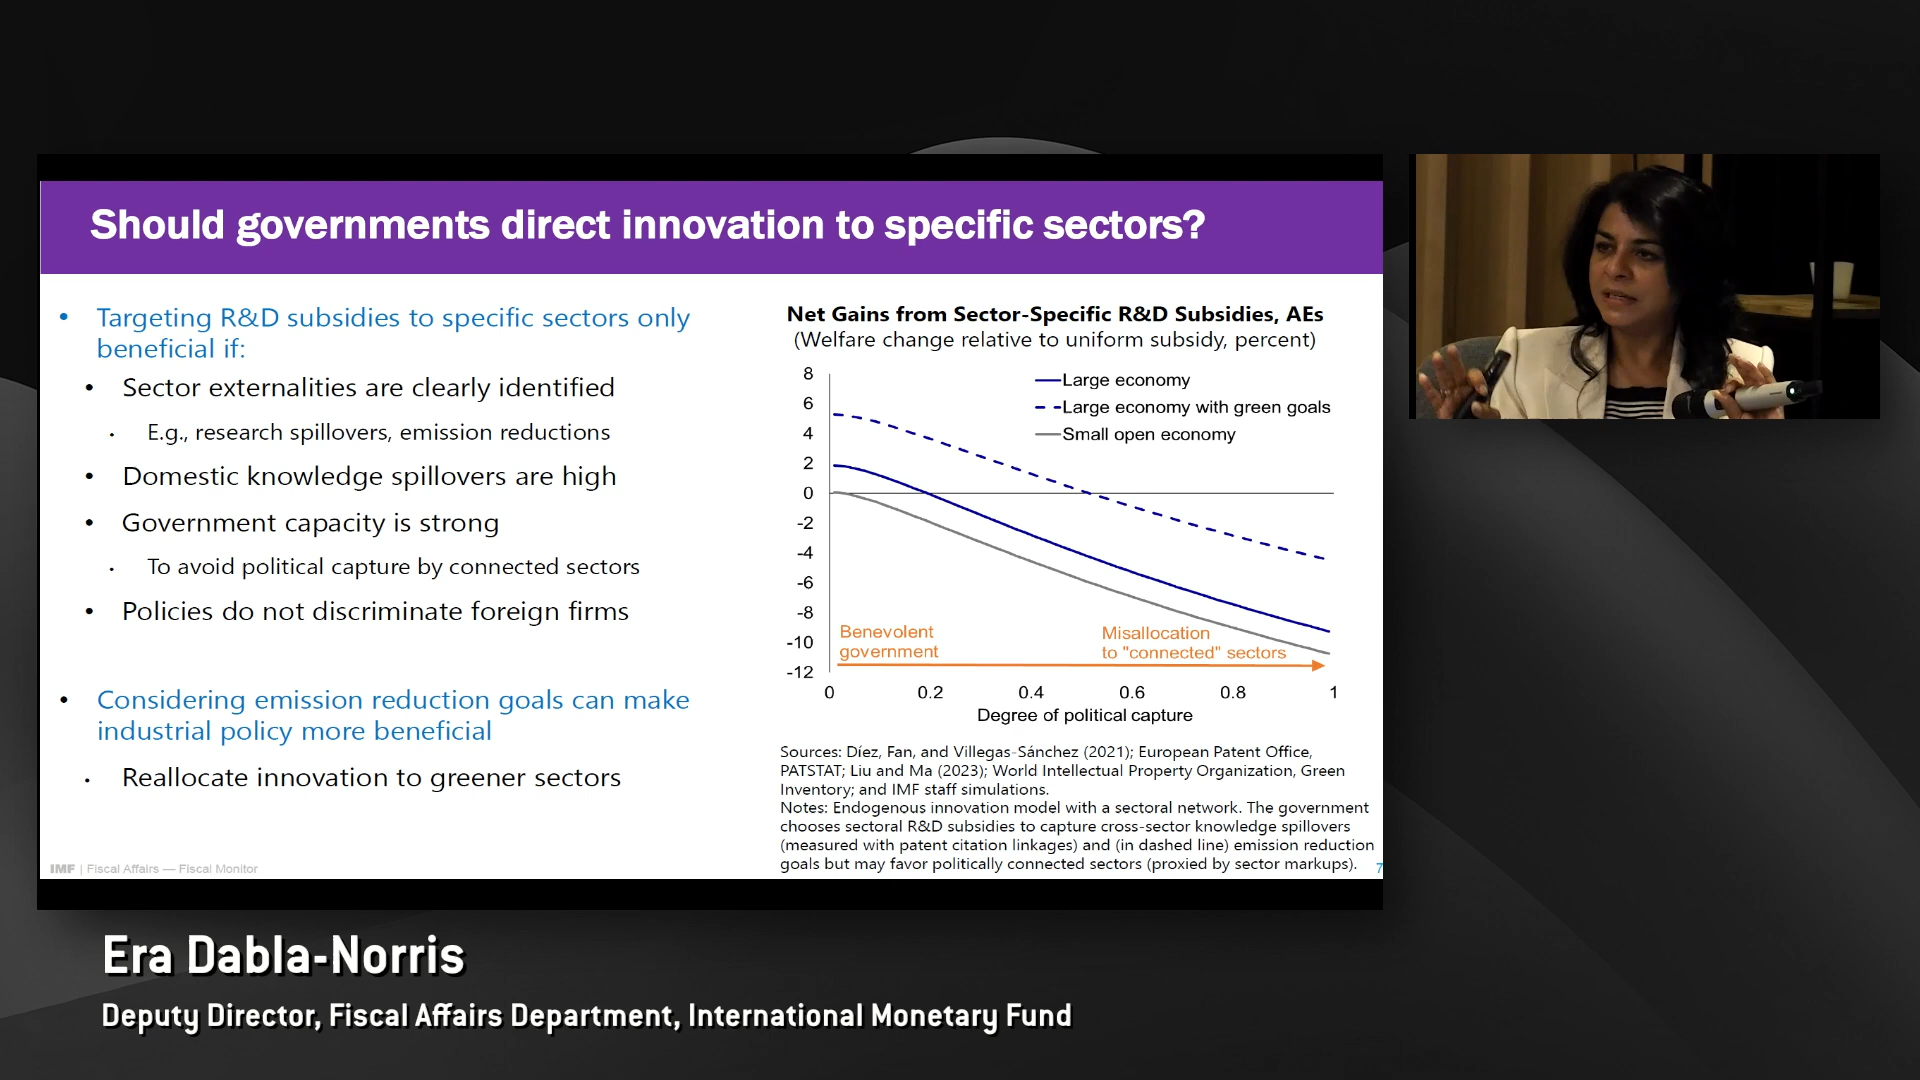 Should governments direct innovation to specific sectors?
• Targeting R&D subsidies to specific sectors only
beneficial if:
• Sector externalities are clearly identified
• E.g., research spillovers, emission reductions
• Domestic knowledge spillovers are high
• Government capacity is strong
• To avoid political capture by connected sectors
• Policies do not discriminate foreign firms
• Considering emission reduction goals can make
industrial policy more beneficial
• Reallocate innovation to greener sectors
IMF | Fiscal Affairs — Fiscal Monitor
Net Gains from Sector-Specific R&D Subsidies, AEs
(Welfare change relative to uniform subsidy, percent)
8
6
4
2
0
-2
-4
-6
-8
-10
-12
Large economy
Large economy with green goals
Small open economy
Benevolent
government
Misallocation
to "connected" sectors
0 0.2 0.4 0.6 0.8 1
Degree of political capture
Sources: Díez, Fan, and Villegas-Sánchez (2021); European Patent Office,
PATSTAT; Liu and Ma (2023); World Intellectual Property Organization, Green
Inventory; and IMF staff simulations.
Notes: Endogenous innovation model with a sectoral network. The government
chooses sectoral R&D subsidies to capture cross-sector knowledge spillovers
(measured with patent citation linkages) and (in dashed line) emission reduction
goals but may favor politically connected sectors (proxied by sector markups).
7
Era Dabla-Norris
Deputy Director, Fiscal Affairs Department, International Monetary Fund